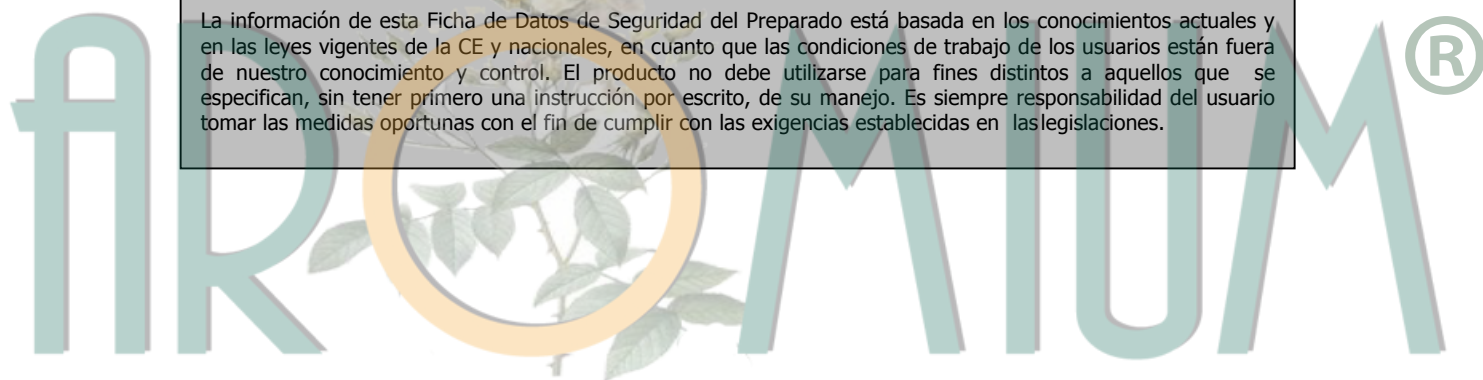 La información de esta Ficha de Datos de Seguridad del Preparado está basada en los conocimientos actuales y
en las leyes vigentes de la CE y nacionales, en cuanto que las condiciones de trabajo de los usuarios están fuera
de nuestro conocimiento y control. El producto no debe utilizarse para fines distintos a aquellos que se
especifican, sin tener primero una instrucción por escrito, de su manejo. Es siempre responsabilidad del usuario
tomar las medidas oportunas con el fin de cumplir con las exigencias establecidas en laslegislaciones.
AROMIUM®